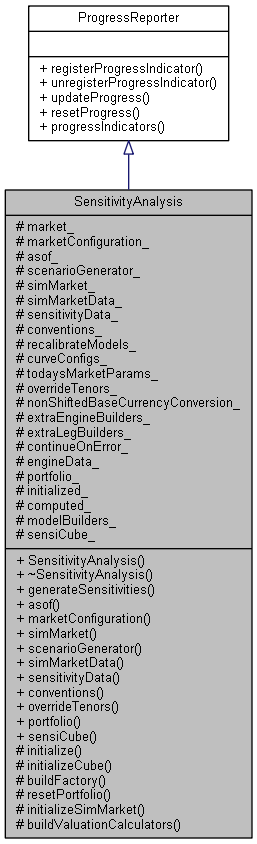 ProgressReporter
+ registerProgressIndicator()
+ unregisterProgressIndicator()
+ updateProgress()
+ resetProgress()
+ progressIndicators()
SensitivityAnalysis
# market_
# marketConfiguration_
# asof_
# scenarioGenerator_
# simMarket_
# simMarketData_
# sensitivityData_
# conventions_
# recalibrateModels_
# curveConfigs_
# todaysMarketParams_
# overrideTenors_
# nonShiftedBaseCurrencyConversion_
# extraEngineBuilders_
# extraLegBuilders_
# continueOnError_
# engineData_
# portfolio_
# initialized_
# computed_
# modelBuilders_
# sensiCube_
+ SensitivityAnalysis()
+ ~SensitivityAnalysis()
+ generateSensitivities()
+ asof()
+ marketConfiguration()
+ simMarket()
+ scenarioGenerator()
+ simMarketData()
+ sensitivityData()
+ conventions()
+ overrideTenors()
+ portfolio()
+ sensiCube()
# initialize()
# initializeCube()
# buildFactory()
# resetPortfolio()
# initializeSimMarket()
# buildValuationCalculators()